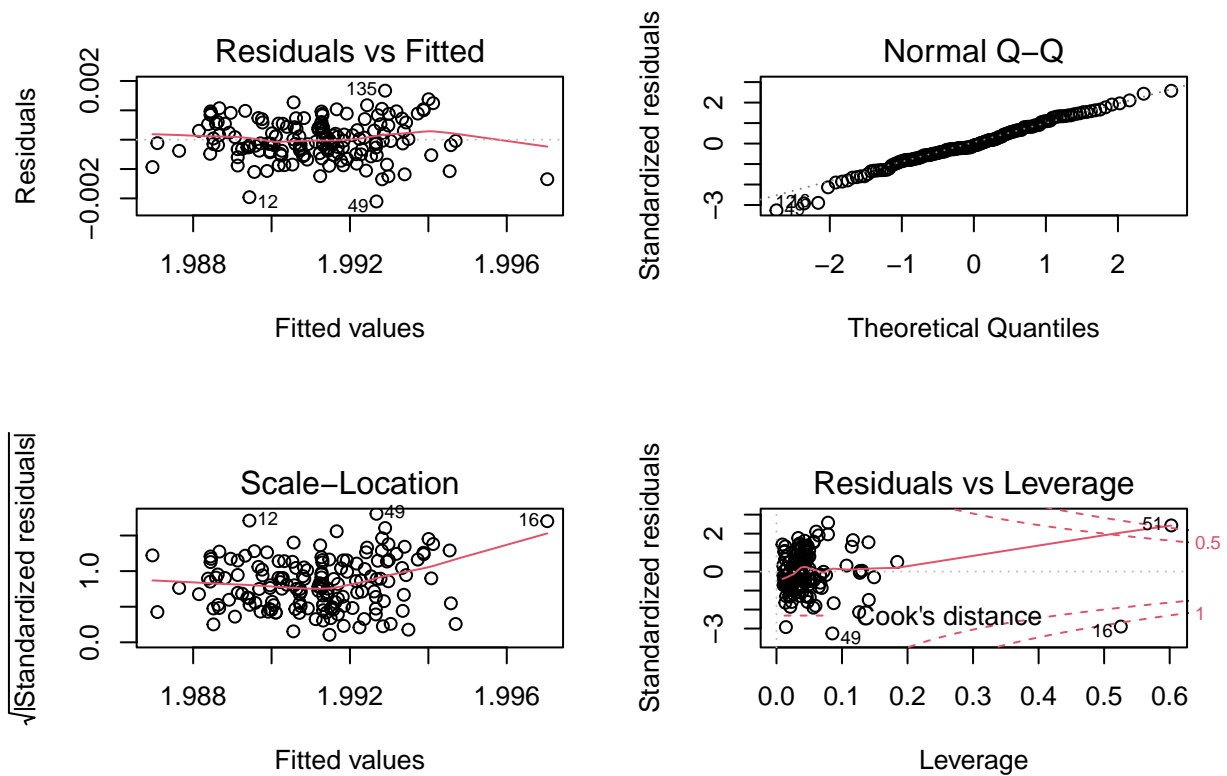 Residuals vs Fitted
Residuals
0.002
−0.002
−0.002
135
12
49
1.988 1.992 1.996
Fitted values
Normal Q−Q
Standardized residuals
2
0
−3
49
−2 −1 0 1 2
Theoretical Quantiles
Scale−Location
√|Standardized residuals|
1.0
0.0
12
49
16
1.988 1.992 1.996
Fitted values
Residuals vs Leverage
Standardized residuals
2
0
−3
51
0.5
1
Cook's distance
49
16
0.0 0.1 0.2 0.3 0.4 0.5 0.6
Leverage